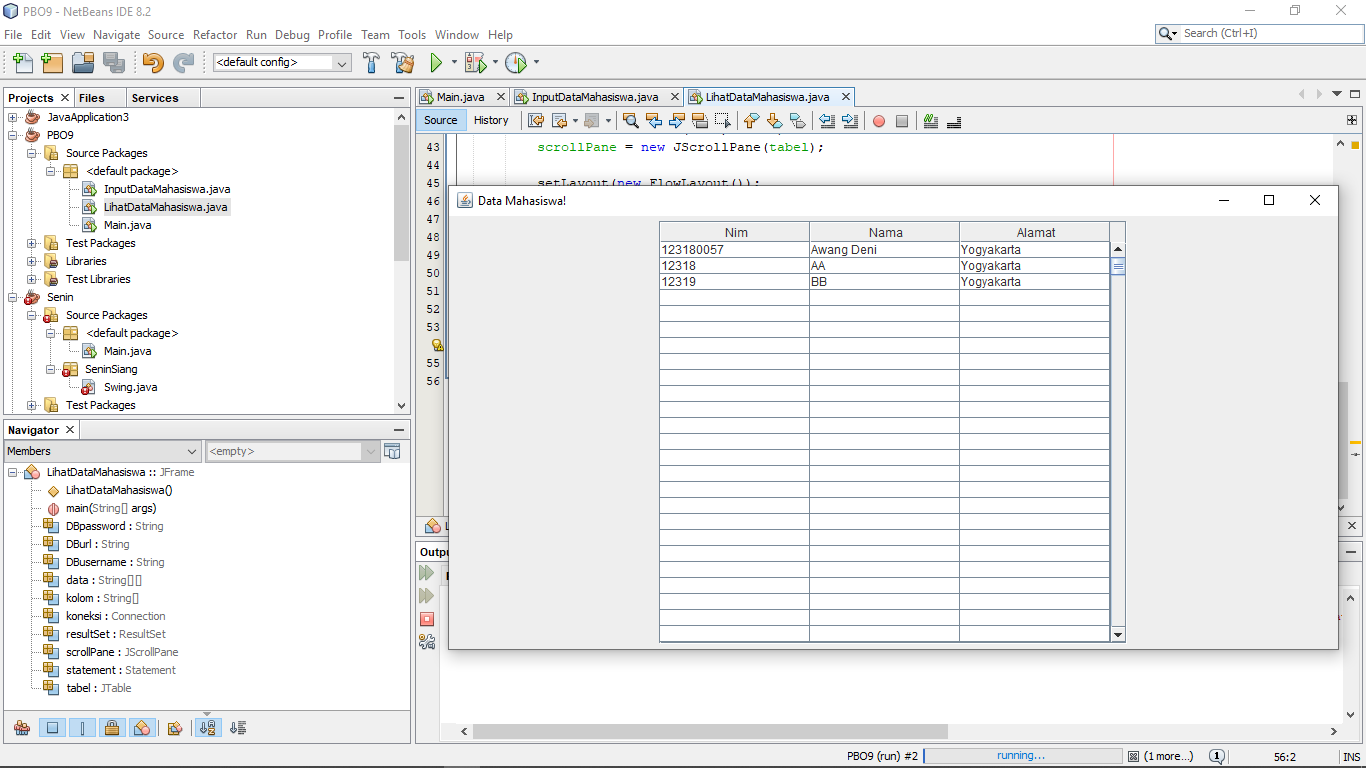 PBO9 - NetBeans IDE 8.2
File Edit View Navigate Source Refactor Run Debug Profile Team Tools Window Help
Search (Ctrl+I)
<default config>
Projects Files Services
Main.java InputDataMahasiswa.java LihatDataMahasiswa.java
Source History
JavaApplication3
PBO9
Source Packages
<default package>
InputDataMahasiswa.java
LihatDataMahasiswa.java
Main.java
Test Packages
Libraries
Test Libraries
Senin
Source Packages
<default package>
Main.java
SeninSiang
Swing.java
Test Packages
43 scrollPane = new JScrollPane(tabel);
44
45 setLayout(new FlowLayout());
46
47
48
49
50
51
52
53
55
56
Data Mahasiswa!
Nim Nama Alamat
123180057 Awang Deni Yogyakarta
12318 AA Yogyakarta
12319 BB Yogyakarta
Navigator
Members <empty>
LihatDataMahasiswa :: JFrame
LihatDataMahasiswa()
main(String[] args)
DBpassword : String
DBurl : String
DBusername : String
data : String[][]
kolom : String[]
koneksi : Connection
resultSet : ResultSet
scrollPane : JScrollPane
statement : Statement
tabel : JTable
PBO9 (run) #2 running... (1 more...) 1 56:2 INS